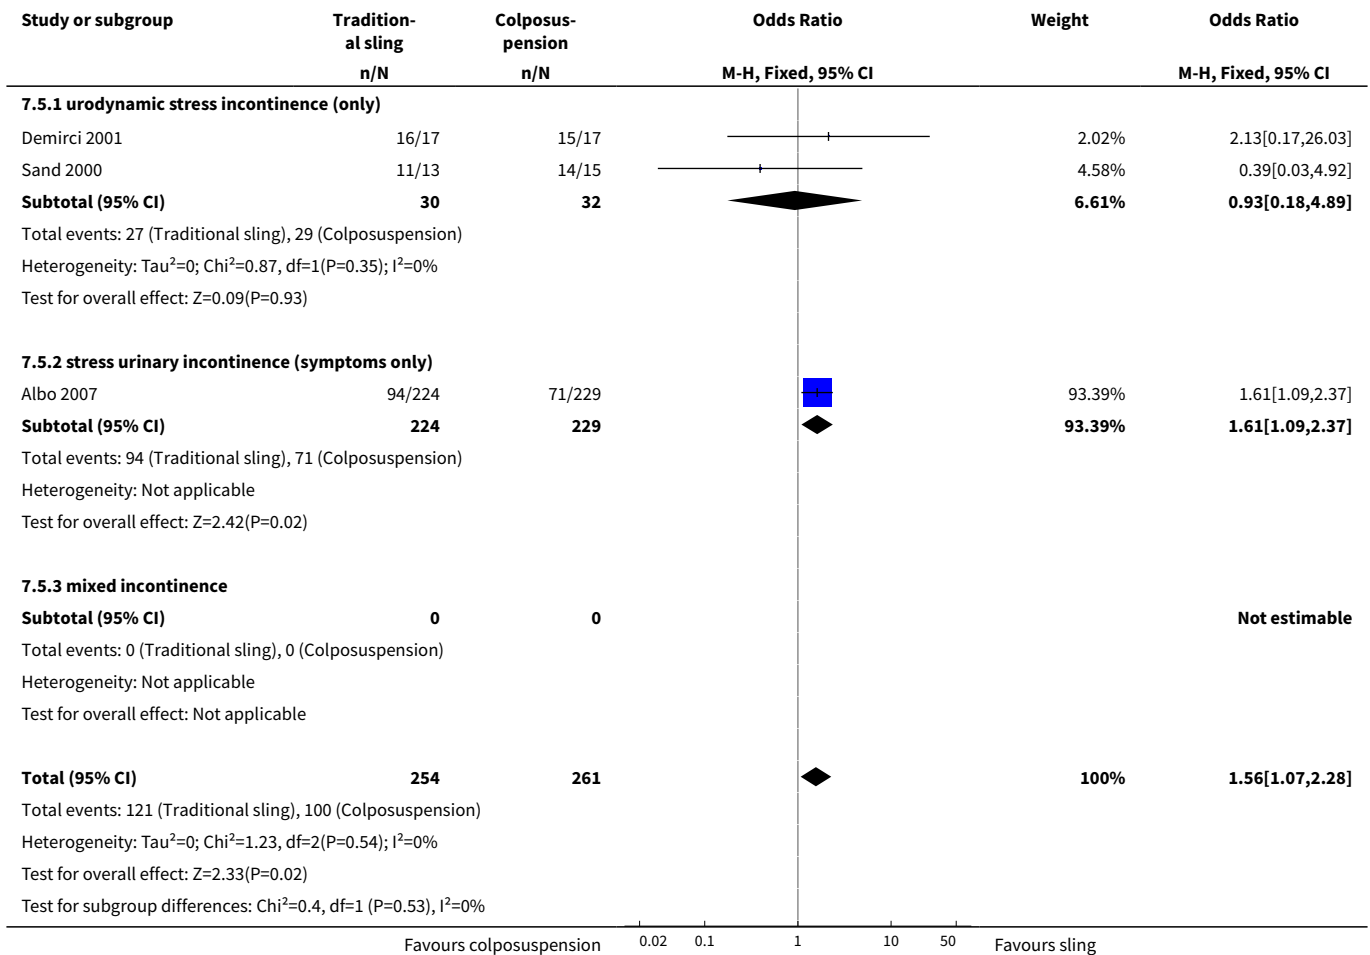 Study or subgroup Tradition- Colposus- Odds Ratio Weight Odds Ratio
al sling pension
n/N n/N M-H, Fixed, 95% CI M-H, Fixed, 95% CI
7.5.1 urodynamic stress incontinence (only)
Demirci 2001 16/17 15/17 2.02% 2.13[0.17,26.03]
Sand 2000 11/13 14/15 4.58% 0.39[0.03,4.92]
Subtotal (95% CI) 30 32 6.61% 0.93[0.18,4.89]
Total events: 27 (Traditional sling), 29 (Colposuspension)
Heterogeneity: Tau²=0; Chi²=0.87, df=1(P=0.35); I²=0%
Test for overall effect: Z=0.09(P=0.93)
7.5.2 stress urinary incontinence (symptoms only)
Albo 2007 94/224 71/229 93.39% 1.61[1.09,2.37]
Subtotal (95% CI) 224 229 93.39% 1.61[1.09,2.37]
Total events: 94 (Traditional sling), 71 (Colposuspension)
Heterogeneity: Not applicable
Test for overall effect: Z=2.42(P=0.02)
7.5.3 mixed incontinence
Subtotal (95% CI) 0 0 Not estimable
Total events: 0 (Traditional sling), 0 (Colposuspension)
Heterogeneity: Not applicable
Test for overall effect: Not applicable
Total (95% CI) 254 261 100% 1.56[1.07,2.28]
Total events: 121 (Traditional sling), 100 (Colposuspension)
Heterogeneity: Tau²=0; Chi²=1.23, df=2(P=0.54); I²=0%
Test for overall effect: Z=2.33(P=0.02)
Test for subgroup differences: Chi²=0.4, df=1 (P=0.53), I²=0%
Favours colposuspension 0.02 0.1 1 10 50 Favours sling